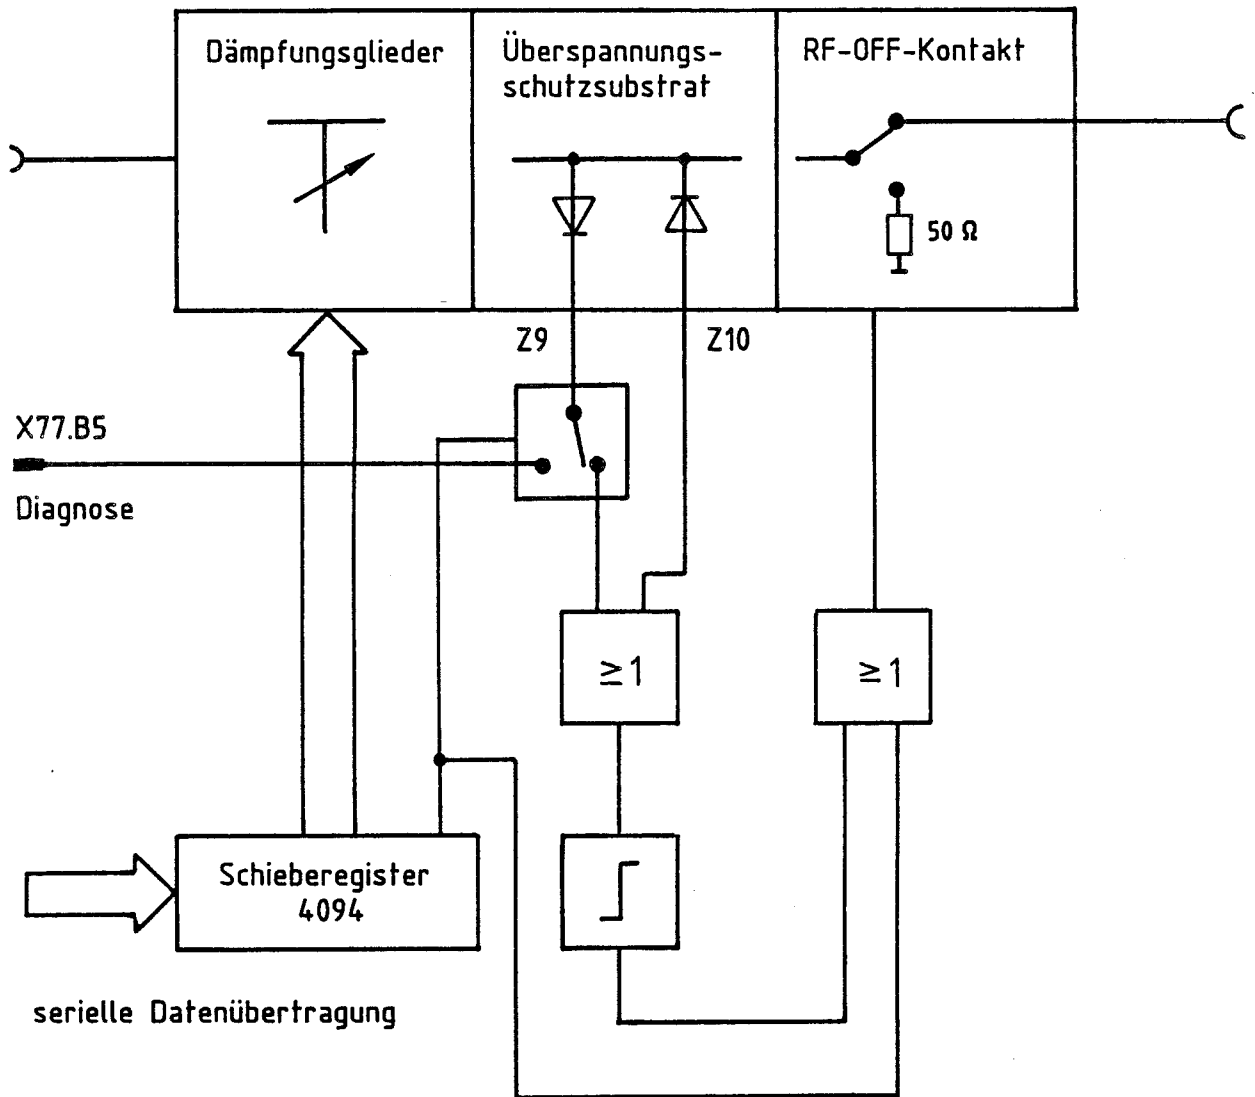 Dämpfungsglieder
Überspannungs-
schutzsubstrat
RF-OFF-Kontakt
50 Ω
Z9
Z10
X77.B5
Diagnose
≥1
≥1
Schieberegister
4094
serielle Datenübertragung